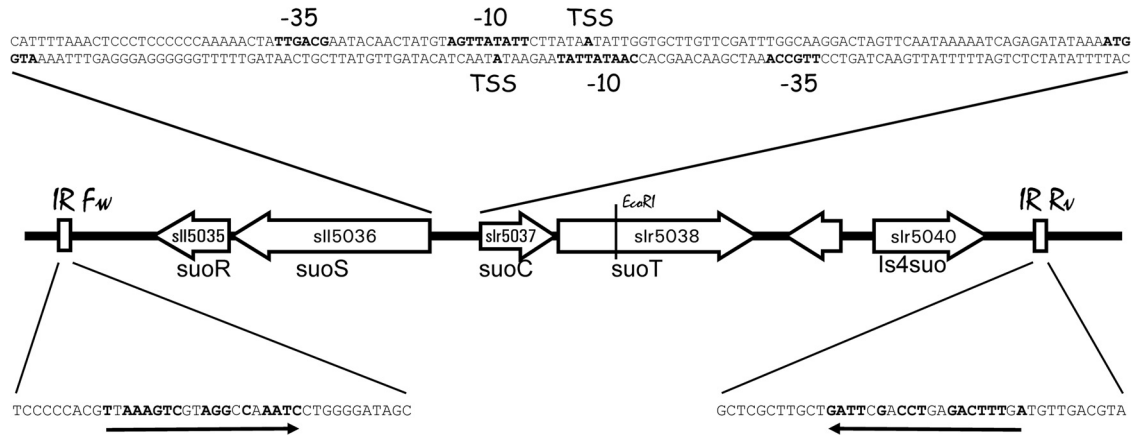 -35 -10 TSS
CATTTTAAACTCCCTCCCCCCAAAAACTATTGACGAATACAACTATGTAGTTATATTCTTATAATATTGGTGCTTGTTCGATTTGGCAAGGACTAGTTCAATAAAAATCAGAGATATAAAATG
GTAAAATTTGAGGGAGGGGGGTTTTTGATAACTGCTTATGTTGATACATCAATATAAGAATATTATAACCACGAACAAGCTAAACCGTTCCTGATCAAGTTATTTTTAGTCTCTATATTTTAC
TSS -10 -35
IR Fw EcoRI IR Rv
sll5035 sll5036 slr5037 slr5038 slr5040
suoR suoS suoC suoT Is4suo
TCCCCCACGTTAAAGTCGTAGGCCAAATCCTGGGGATAGC GCTCGCTTGCTGATTCGACCTGAGACTTTGATGTTGACGTA